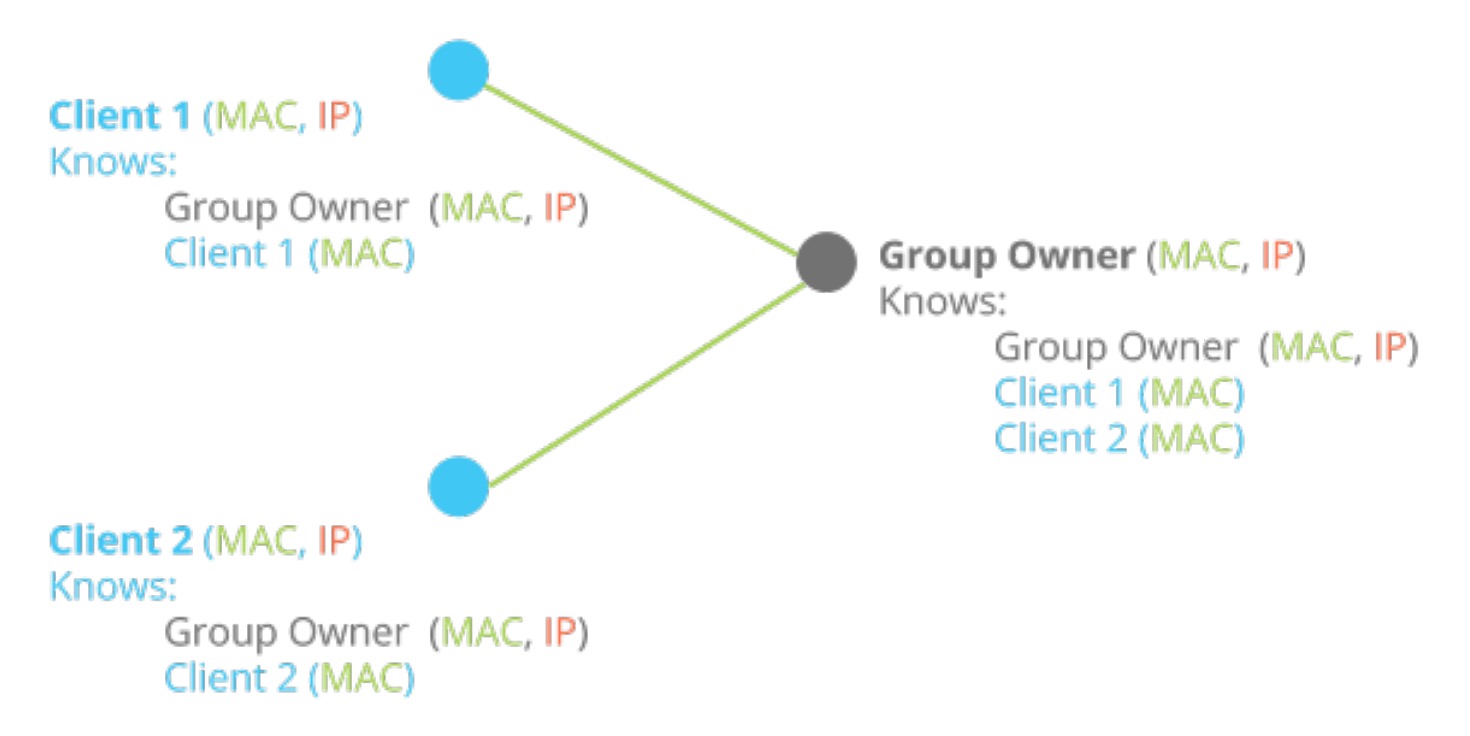 Client 1 (MAC, IP)
Knows:
Group Owner (MAC, IP)
Client 1 (MAC)
Group Owner (MAC, IP)
Knows:
Group Owner (MAC, IP)
Client 1 (MAC)
Client 2 (MAC)
Client 2 (MAC, IP)
Knows:
Group Owner (MAC, IP)
Client 2 (MAC)